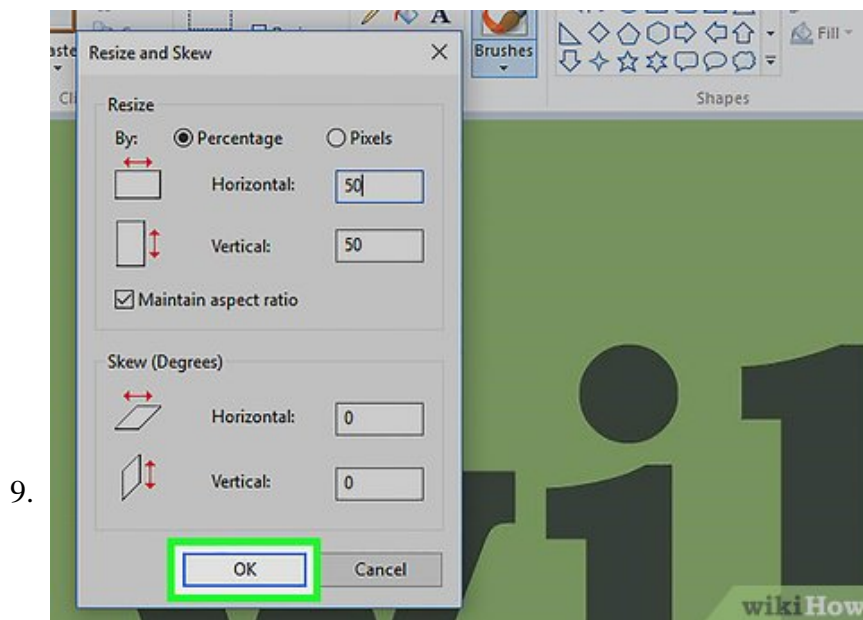 A
aste
Resize and Skew
Brushes
Fill
Resize
Shapes
By: Percentage Pixels
Horizontal: 50
Vertical: 50
Maintain aspect ratio
Skew (Degrees)
Horizontal: 0
9.
Vertical: 0
OK Cancel
wiki
wikiHow